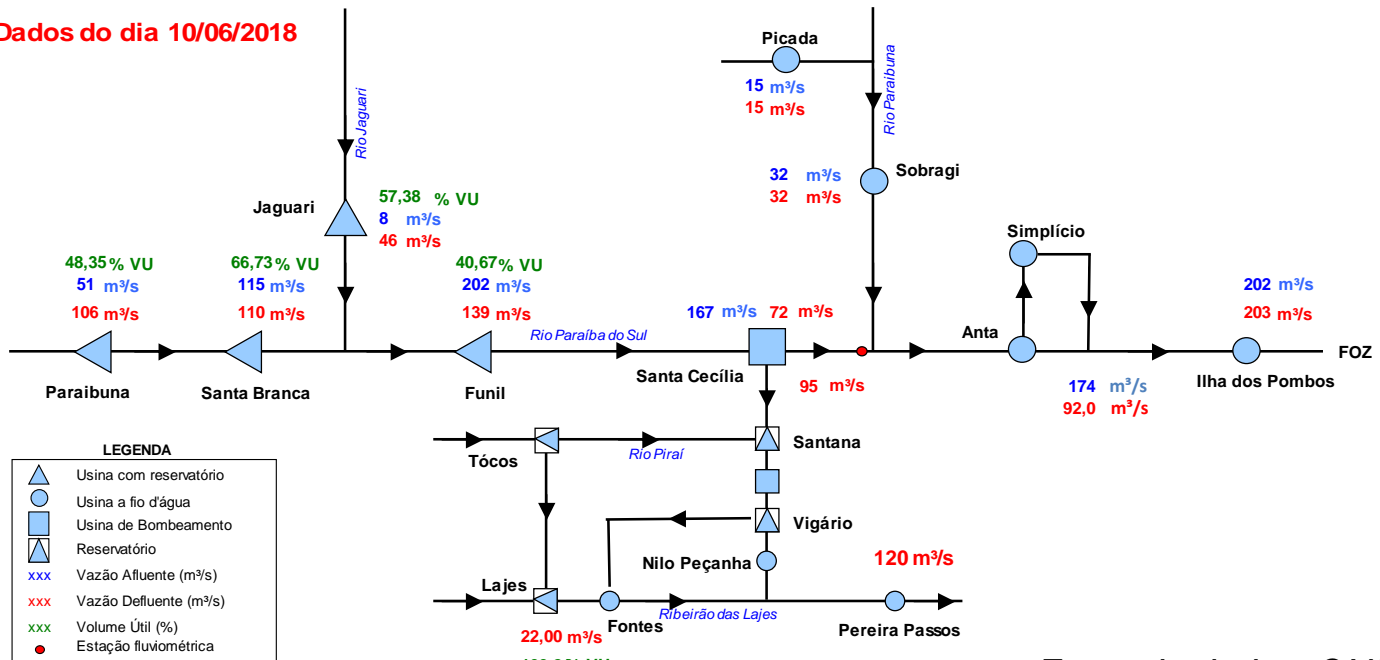 Dados do dia 10/06/2018
Picada
15 m³/s
15 m³/s
Rio Paraibuna
Rio Jaguari
32 m³/s
32 m³/s
Sobragi
Jaguari
57,38 % VU
8 m³/s
46 m³/s
Simplício
48,35 % VU
51 m³/s
106 m³/s
66,73 % VU
115 m³/s
110 m³/s
40,67 % VU
202 m³/s
139 m³/s
167 m³/s 72 m³/s
202 m³/s
203 m³/s
Rio Paraíba do Sul
Anta
FOZ
Paraibuna
Santa Branca
Funil
Santa Cecília
95 m³/s
174 m³/s
92,0 m³/s
Ilha dos Pombos
Tócos
Rio Piraí
Santana
Vigário
Nilo Peçanha
120 m³/s
Lajes
Fontes
Ribeirão das Lajes
Pereira Passos
22,00 m³/s
LEGENDA
Usina com reservatório
Usina a fio d'água
Usina de Bombeamento
Reservatório
xxx Vazão Afluente (m³/s)
xxx Vazão Defluente (m³/s)
xxx Volume Útil (%)
Estação fluviométrica